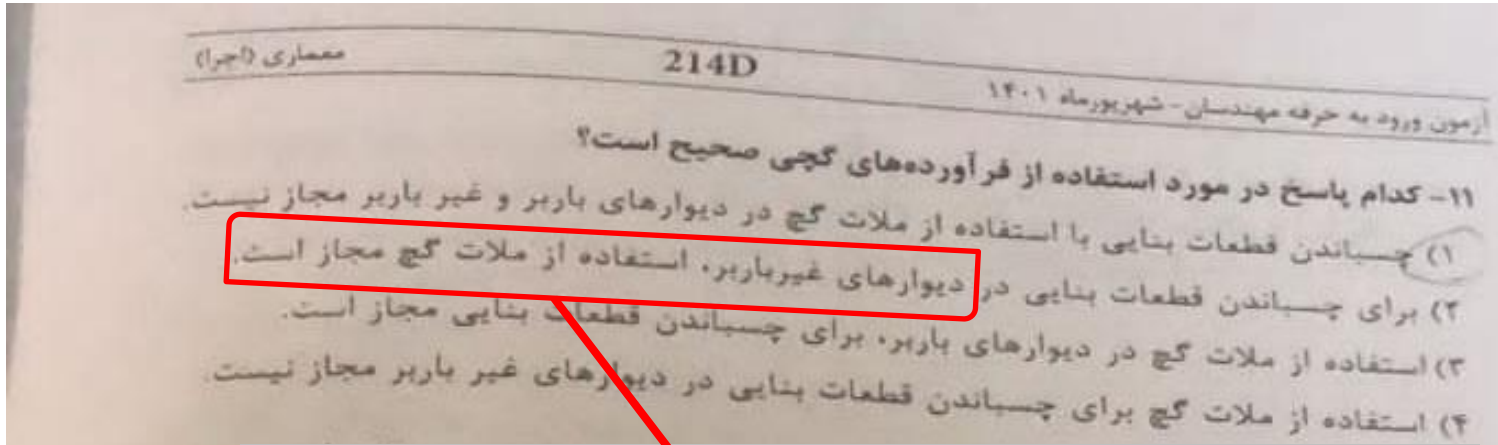 آزمون ورود به حرفه مهندسان - شهریورماه ۱۴۰۱ 214D معماری (اجرا)
۱۱- کدام پاسخ در مورد استفاده از فرآورده‌های گچی صحیح است؟
۱) چسباندن قطعات بنایی با استفاده از ملات گچ در دیوارهای باربر و غیر باربر مجاز نیست.
۲) برای چسباندن قطعات بنایی در دیوارهای غیرباربر، استفاده از ملات گچ مجاز است.
۳) استفاده از ملات گچ در دیوارهای باربر، برای چسباندن قطعات بنایی مجاز است.
۴) استفاده از ملات گچ برای چسباندن قطعات بنایی در دیوارهای غیر باربر مجاز نیست.